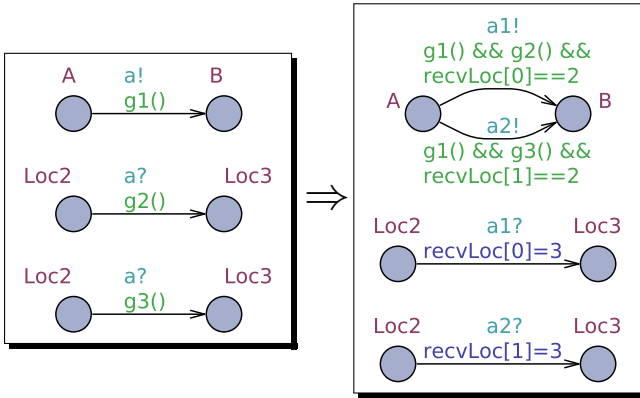 A
a!
B
g1()
Loc2
a?
Loc3
g2()
Loc2
a?
Loc3
g3()
⇒
a1!
g1() && g2() &&
recvLoc[0]==2
A
B
a2!
g1() && g3() &&
recvLoc[1]==2
Loc2
a1?
Loc3
recvLoc[0]=3
Loc2
a2?
Loc3
recvLoc[1]=3